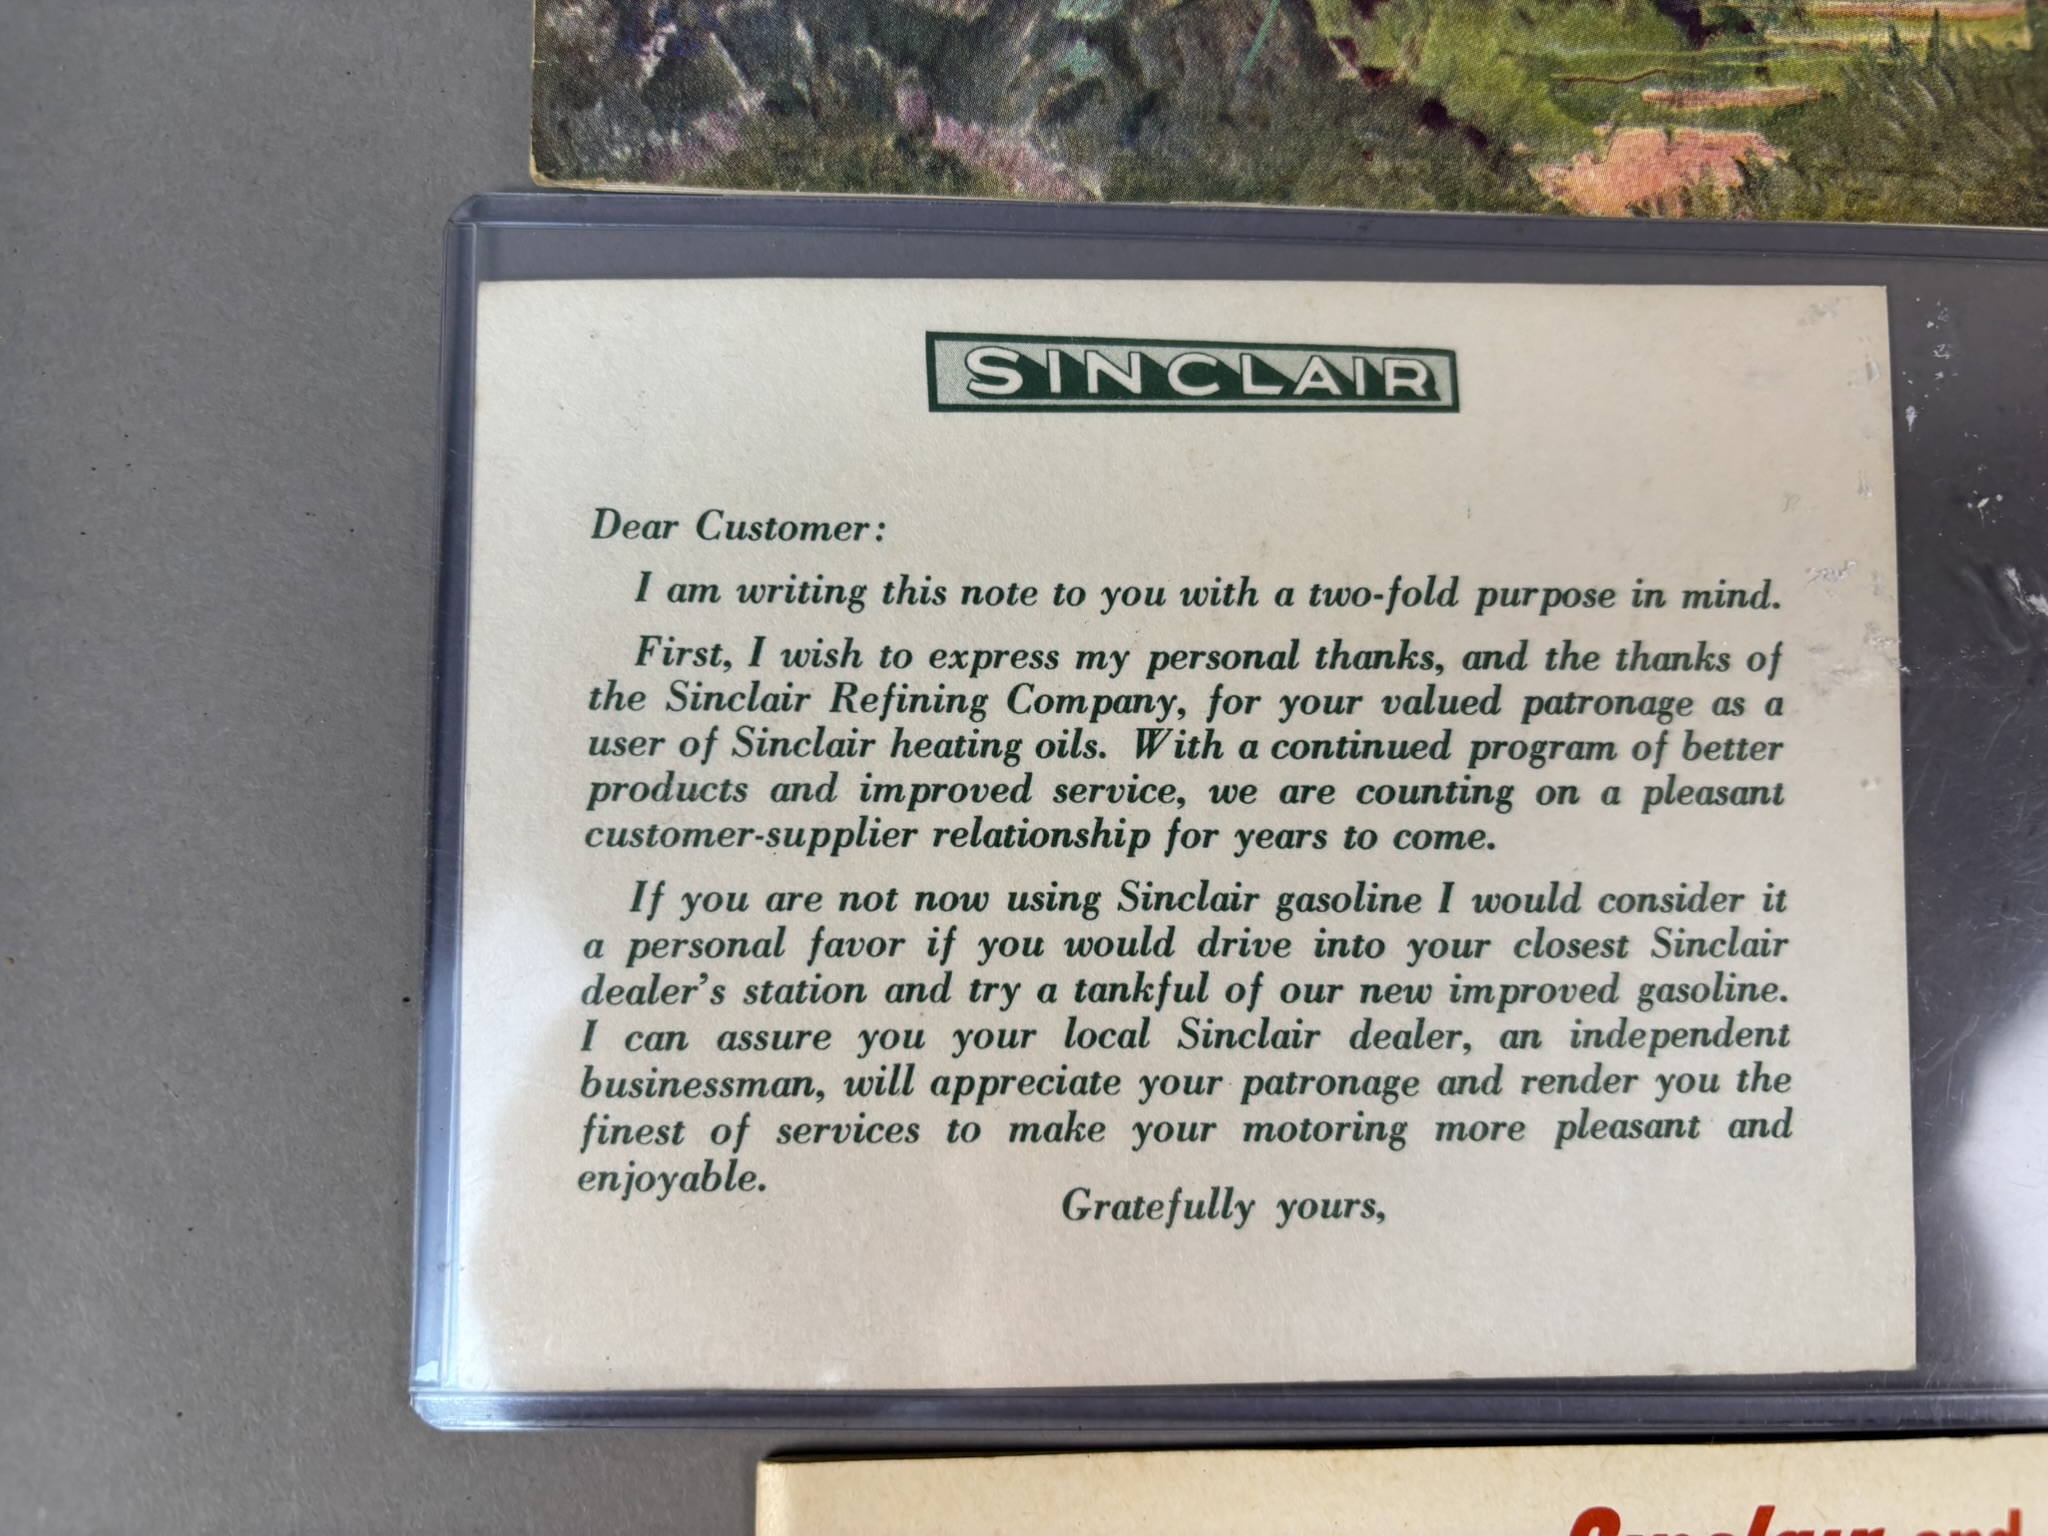 SINCLAIR
Dear Customer:
I am writing this note to you with a two-fold purpose in mind.
First, I wish to express my personal thanks, and the thanks of
the Sinclair Refining Company, for your valued patronage as a
user of Sinclair heating oils. With a continued program of better
products and improved service, we are counting on a pleasant
customer-supplier relationship for years to come.
If you are not now using Sinclair gasoline I would consider it
a personal favor if you would drive into your closest Sinclair
dealer's station and try a tankful of our new improved gasoline.
I can assure you your local Sinclair dealer, an independent
businessman, will appreciate your patronage and render you the
finest of services to make your motoring more pleasant and
enjoyable.
Gratefully yours,
Sinclair and